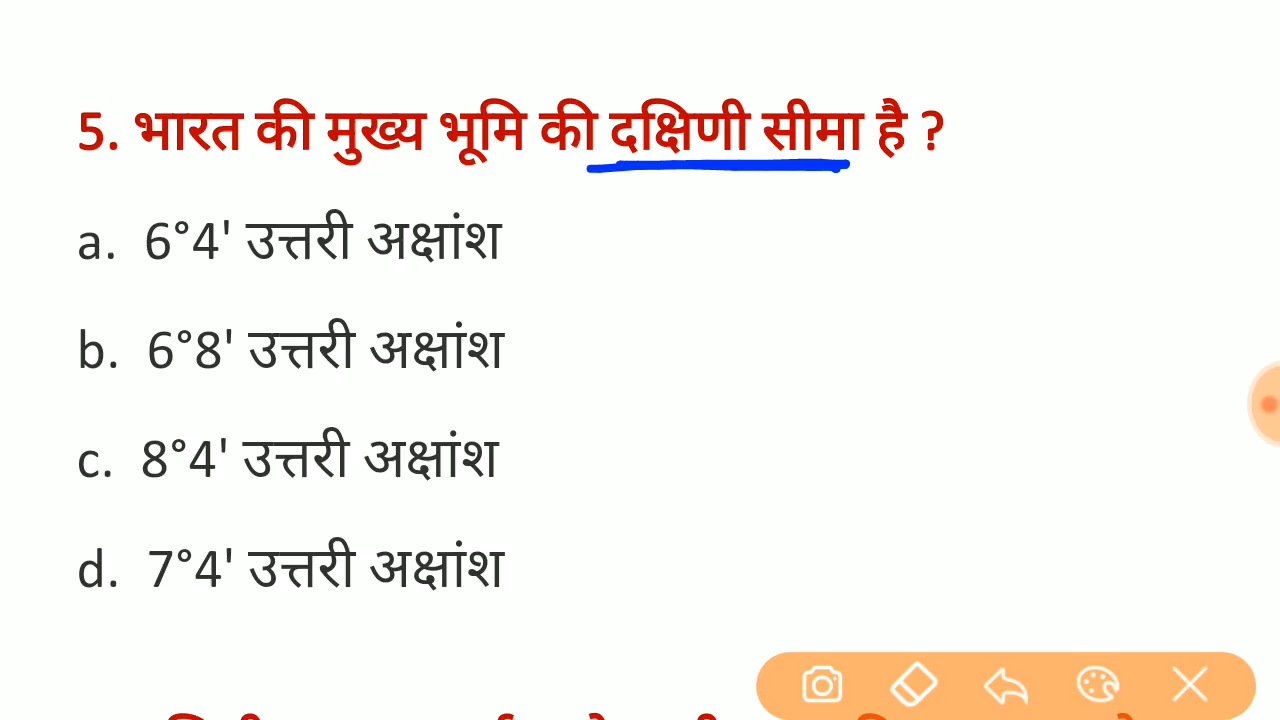 5. भारत की मुख्य भूमि की दक्षिणी सीमा है ?
a. 6°4' उत्तरी अक्षांश
b. 6°8' उत्तरी अक्षांश
c. 8°4' उत्तरी अक्षांश
d. 7°4' उत्तरी अक्षांश